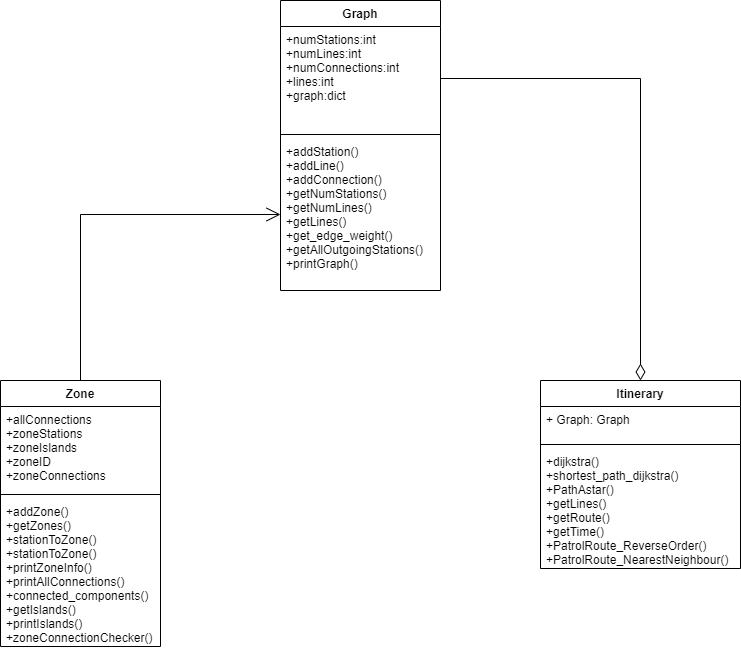 Graph
+numStations:int
+numLines:int
+numConnections:int
+lines:int
+graph:dict
+addStation()
+addLine()
+addConnection()
+getNumStations()
+getNumLines()
+getLines()
+get_edge_weight()
+getAllOutgoingStations()
+printGraph()
Zone
+allConnections
+zoneStations
+zoneIslands
+zoneID
+zoneConnections
+addZone()
+getZones()
+stationToZone()
+stationToZone()
+printZoneInfo()
+printAllConnections()
+connected_components()
+getIslands()
+printIslands()
+zoneConnectionChecker()
Itinerary
+ Graph: Graph
+dijkstra()
+shortest_path_dijkstra()
+PathAstar()
+getLines()
+getRoute()
+getTime()
+PatrolRoute_ReverseOrder()
+PatrolRoute_NearestNeighbour()